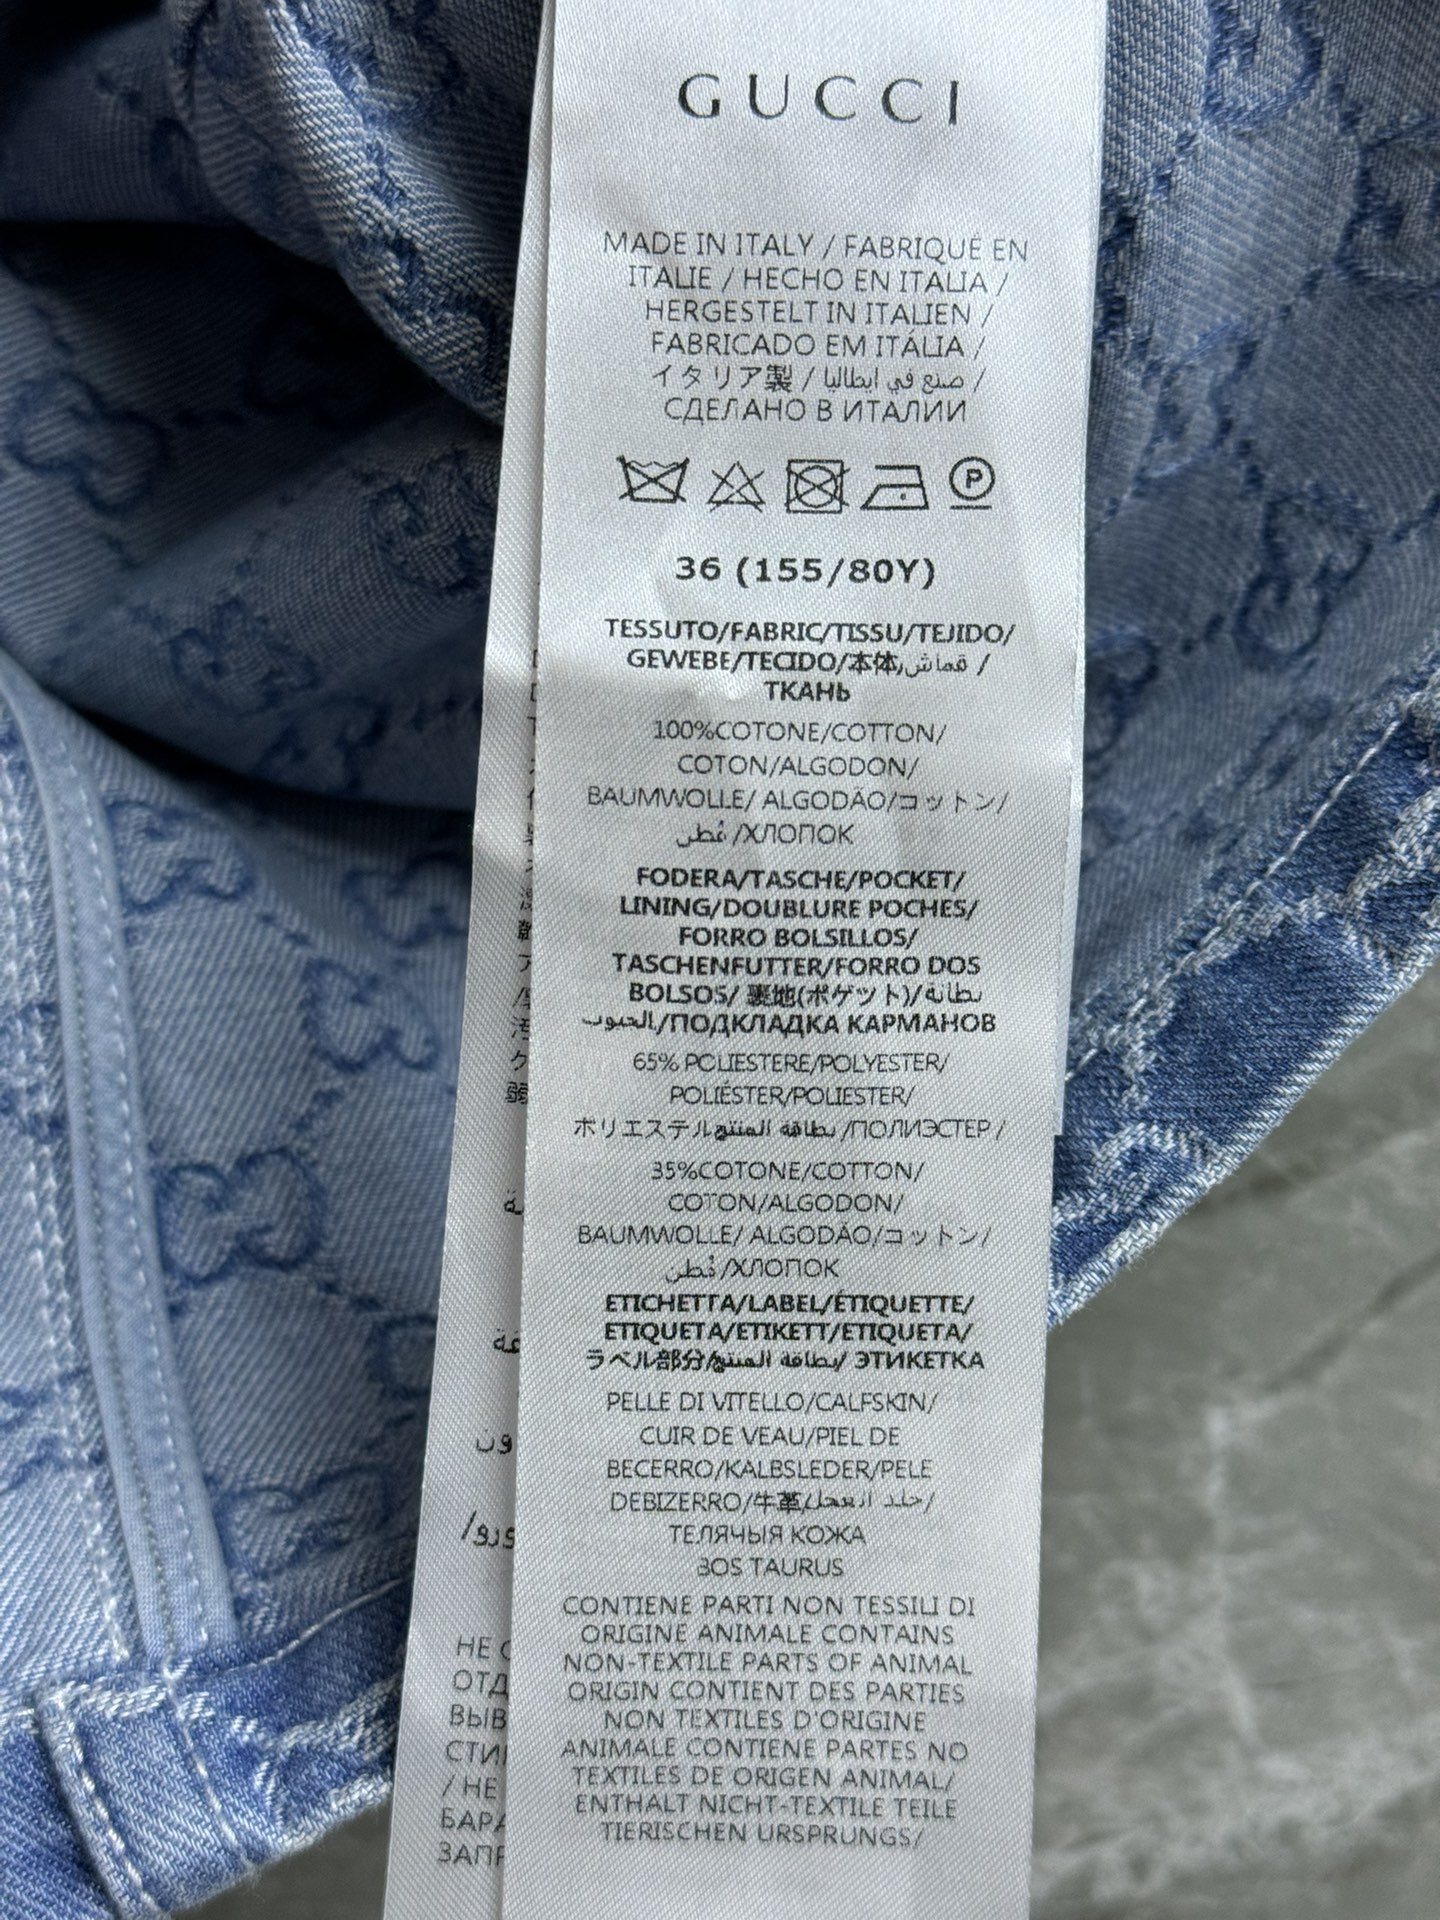 GUCCI
MADE IN ITALY / FABRIQUÉ EN
ITALIE / HECHO EN ITALIA /
HERGESTELT IN ITALIEN /
FABRICADO EM ITÁLIA /
イタリア製 / صنع في ايطاليا /
СДЕЛАНО В ИТАЛИИ
P
36 (155/80Y)
TESSUTO/FABRIC/TISSU/TEJIDO/
GEWEBE/TECIDO/本体/قماش /
ТКАНЬ
100%COTONE/COTTON/
COTON/ALGODON/
BAUMWOLLE/ ALGODÃO/コットン/
قُطن /ХЛОПОК
FODERA/TASCHE/POCKET/
LINING/DOUBLURE POCHES/
FORRO BOLSILLOS/
TASCHENFUTTER/FORRO DOS
BOLSOS/ 裏地(ポゲット)/بطانة
الجيوب/ПОДКЛАДКА КАРМАНОВ
65% POLIESTERE/POLYESTER/
POLIÉSTER/POLIESTER/
ポリエステル بطاقة المنتج /ПОЛИЭСТЕР /
35%COTONE/COTTON/
COTON/ALGODON/
BAUMWOLLE/ ALGODÃO/コットン/
قُطن /ХЛОПОК
ETICHETTA/LABEL/ÉTIQUETTE/
ETIQUETA/ETIKETT/ETIQUETA/
ラベル部分/بطاقة المنتج/ ЭТИКЕТКА
PELLE DI VITELLO/CALFSKIN/
CUIR DE VEAU/PIEL DE
BECERRO/KALBSLEDER/PELE
DEBIZERRO/牛革/جلد العجل/
ТЕЛЯЧЫЯ КОЖА
BOS TAURUS
CONTIENE PARTI NON TESSILI DI
ORIGINE ANIMALE CONTAINS
NON-TEXTILE PARTS OF ANIMAL
ORIGIN CONTIENT DES PARTIES
NON TEXTILES D'ORIGINE
ANIMALE CONTIENE PARTES NO
TEXTILES DE ORIGEN ANIMAL/
ENTHALT NICHT-TEXTILE TEILE
TIERISCHEN URSPRUNGS/
НЕ
/ НЕ